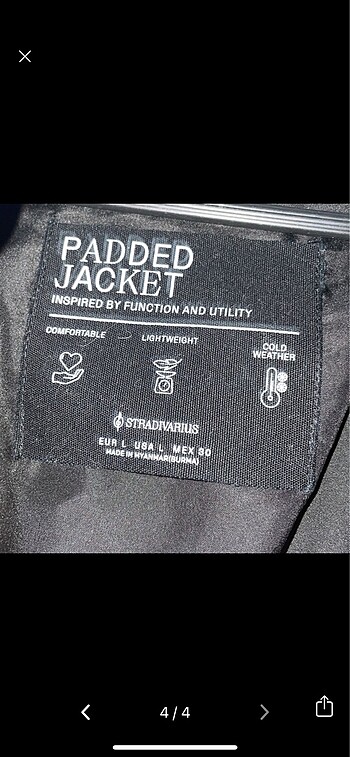 PADDED
JACKET
INSPIRED BY FUNCTION AND UTILITY
COMFORTABLE
LIGHTWEIGHT
COLD
WEATHER
STRADIVARIUS
EUR L USA L MEX 30
MADE IN MYANMAR(BURMA)
4/4